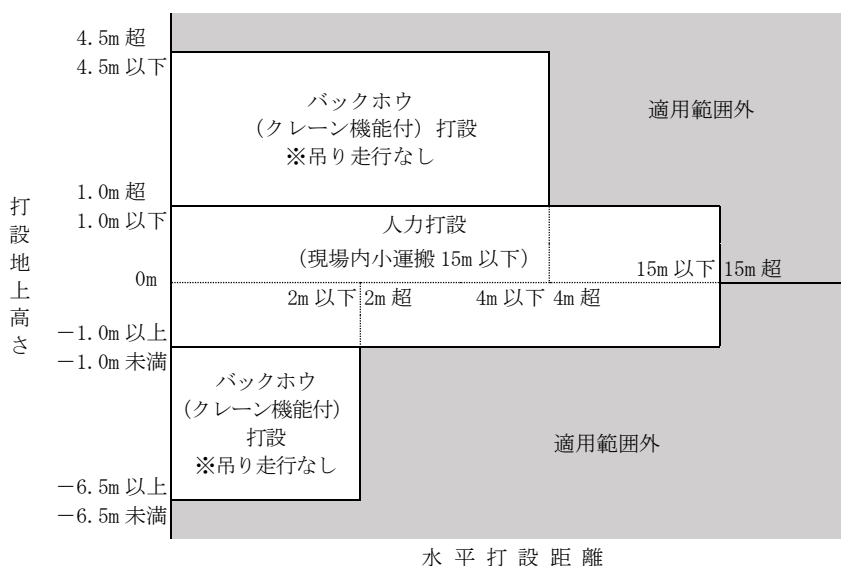 4.5m 超
4.5m 以下
バックホウ
（クレーン機能付）打設
※吊り走行なし
適用範囲外
1.0m 超
1.0m 以下
人力打設
（現場内小運搬 15m 以下）
打設地上高さ
0m
15m 以下 15m 超
2m 以下 2m 超
4m 以下 4m 超
－1.0m 以上
－1.0m 未満
バックホウ
（クレーン機能付）
打設
※吊り走行なし
適用範囲外
－6.5m 以上
－6.5m 未満
水平打設距離